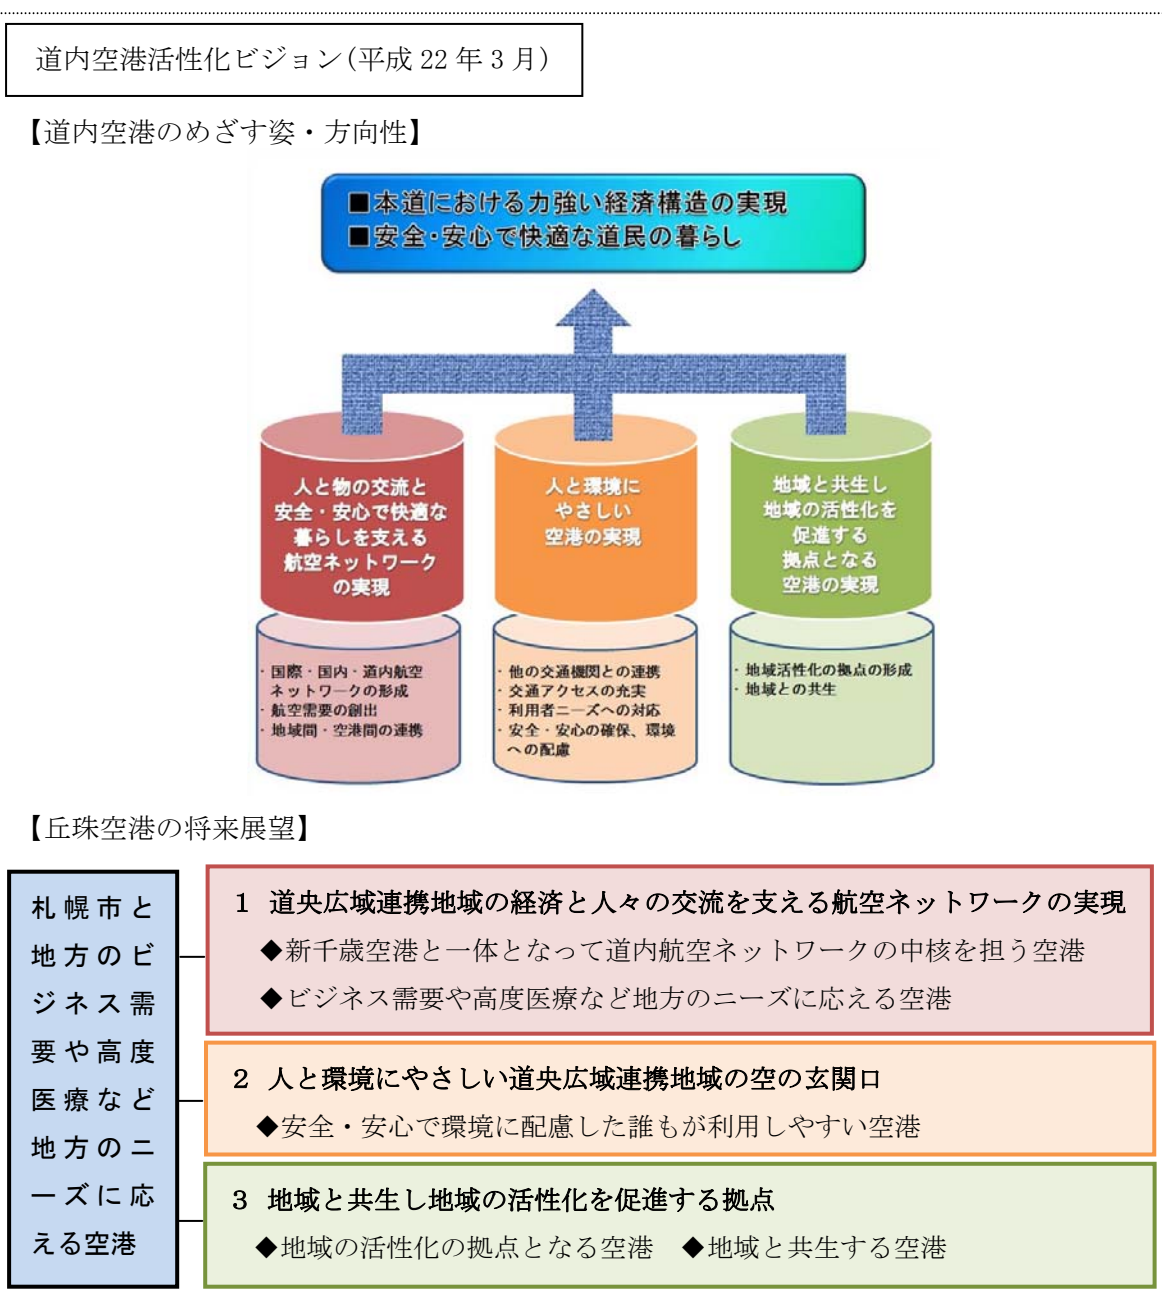 道内空港活性化ビジョン(平成 22 年 3 月)
【道内空港のめざす姿・方向性】
■本道における力強い経済構造の実現
■安全・安心で快適な道民の暮らし
人と物の交流と
安全・安心で快適な
暮らしを支える
航空ネットワーク
の実現
人と環境に
やさしい
空港の実現
地域と共生し
地域の活性化を
促進する
拠点となる
空港の実現
・国際・国内・道内航空
ネットワークの形成
・航空需要の創出
・地域間・空港間の連携
・他の交通機関との連携
・交通アクセスの充実
・利用者ニーズへの対応
・安全・安心の確保、環境
への配慮
・地域活性化の拠点の形成
・地域との共生
【丘珠空港の将来展望】
札幌市と
地方のビ
ジネス需
要や高度
医療など
地方のニ
ーズに応
える空港
1 道央広域連携地域の経済と人々の交流を支える航空ネットワークの実現
◆新千歳空港と一体となって道内航空ネットワークの中核を担う空港
◆ビジネス需要や高度医療など地方のニーズに応える空港
2 人と環境にやさしい道央広域連携地域の空の玄関口
◆安全・安心で環境に配慮した誰もが利用しやすい空港
3 地域と共生し地域の活性化を促進する拠点
◆地域の活性化の拠点となる空港 ◆地域と共生する空港